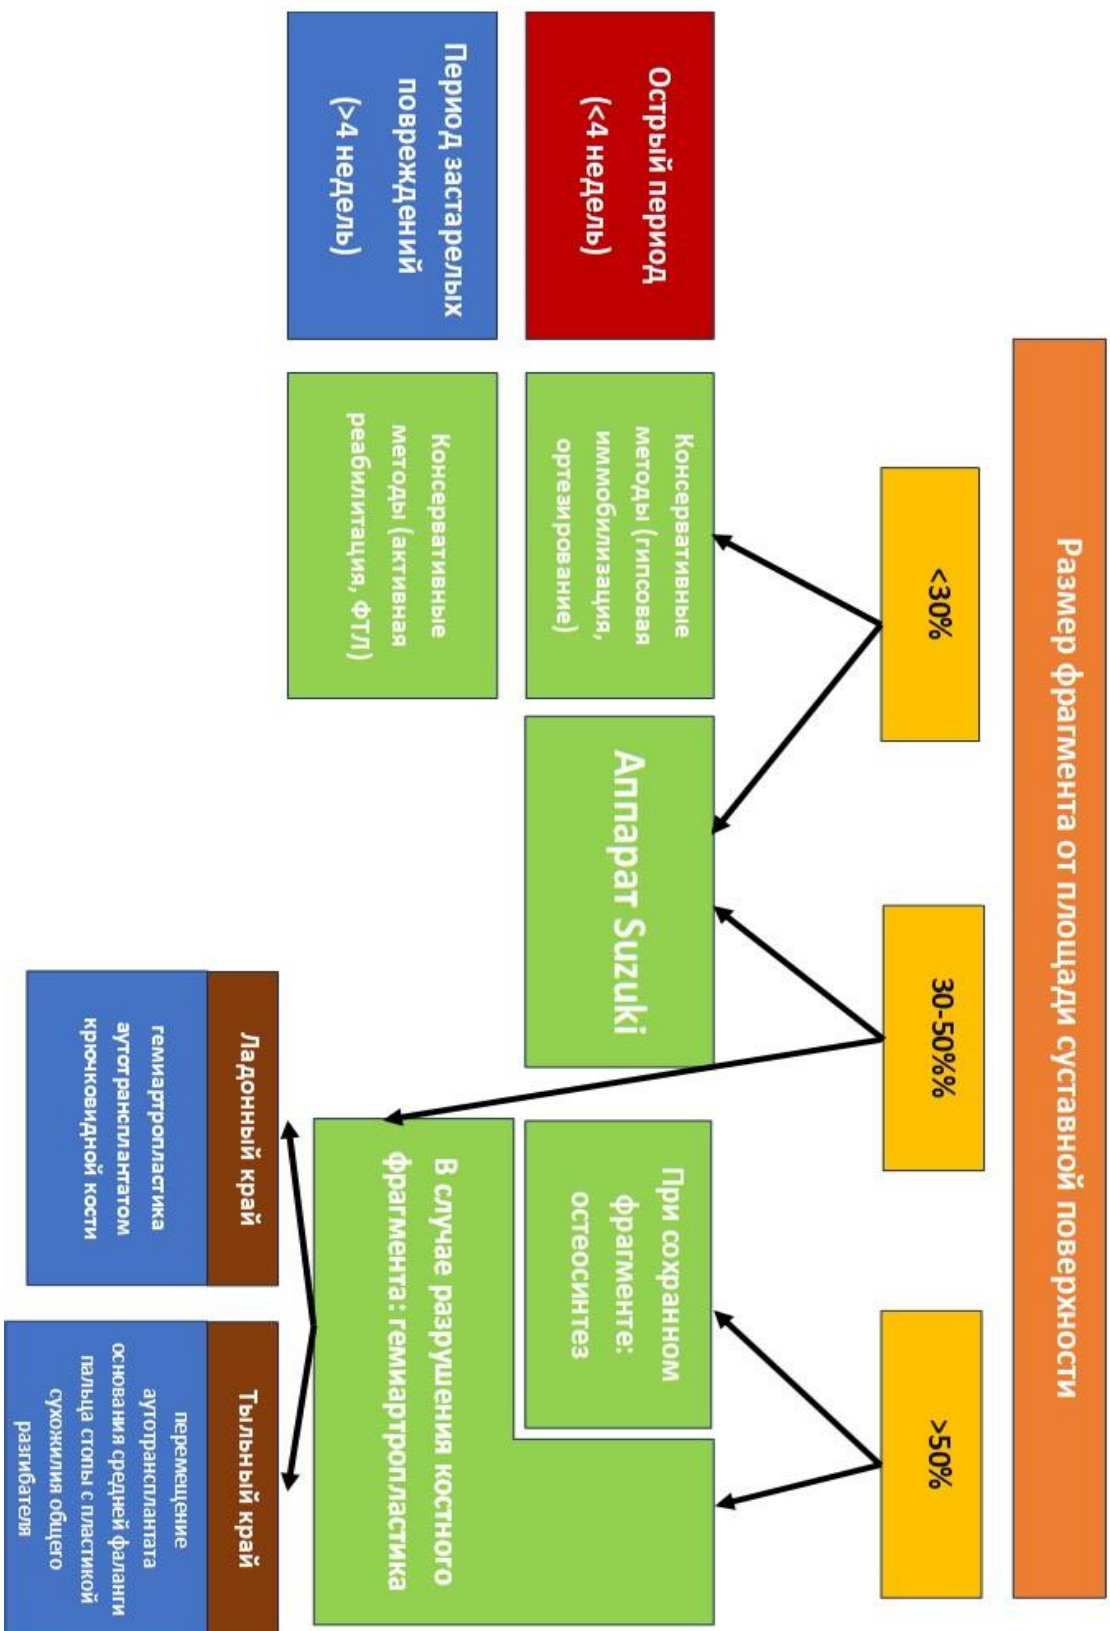 Размер фрагмента от площади суставной поверхности
<30%
30-50%%
>50%
Острый период
(<4 недель)
Консервативные
методы (гипсовая
иммобилизация,
ортезирование)
Аппарат Suzuki
При сохранном
фрагменте:
остеосинтез
Период застарелых
повреждений
(>4 недель)
Консервативные
методы (активная
реабилитация, ФТЛ)
В случае разрушения костного
фрагмента: гемиартропластика
Ладонный край
гемиартропластика
аутотрансплантатом
крючковидной кости
Тыльный край
перемещение
аутотрансплантата
основания средней фаланги
пальца стопы с пластикой
сухожилия общего
разгибателя